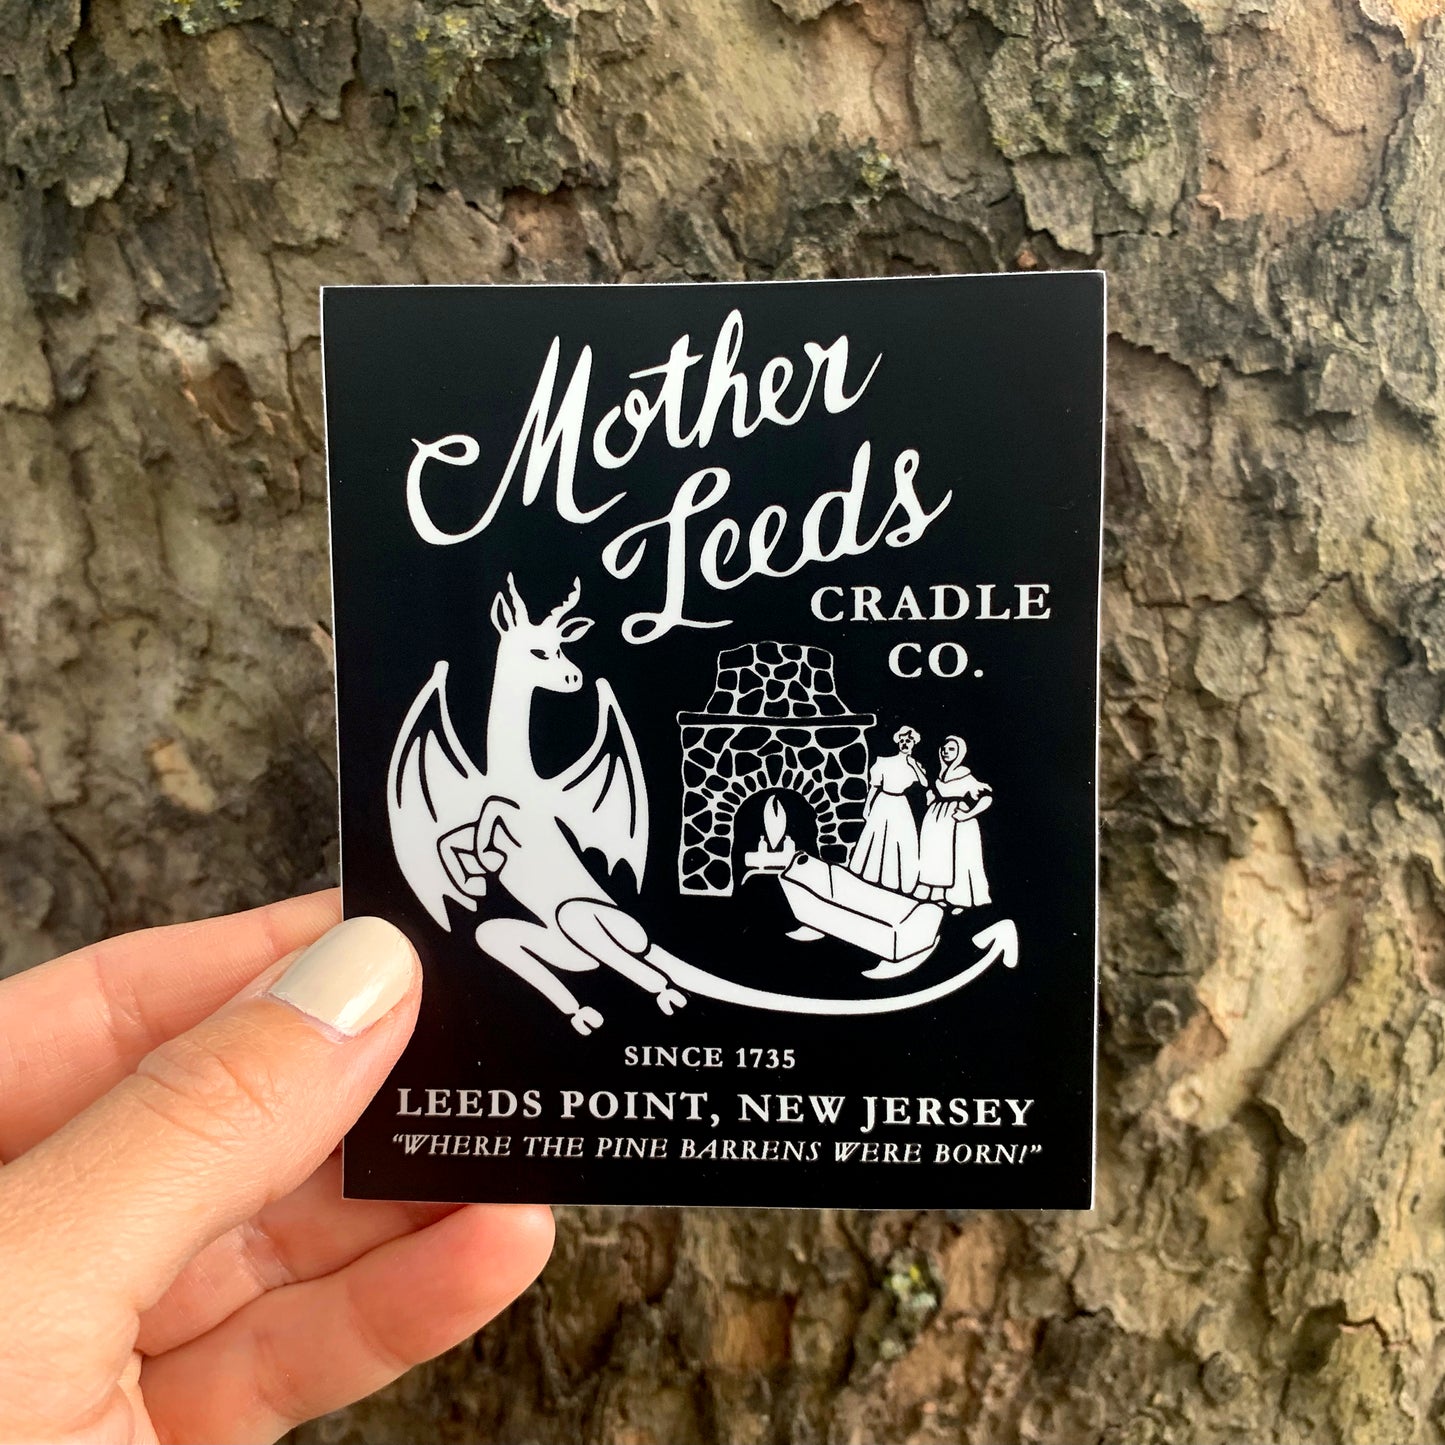 Mother
Leeds
CRADLE
CO.
SINCE 1735
LEEDS POINT, NEW JERSEY
"WHERE THE PINE BARRENS WERE BORN!"